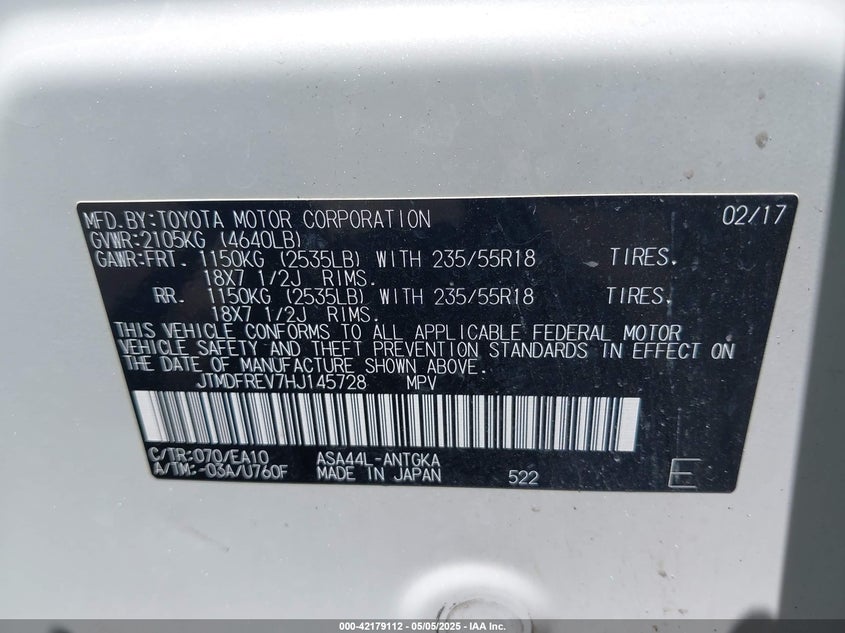 MFD.BY:TOYOTA MOTOR CORPORATION 02/17
GVWR:2105KG (4640LB)
GAWR:FRT. 1150KG (2535LB) WITH 235/55R18 TIRES.
18X7 1/2J RIMS.
RR. 1150KG (2535LB) WITH 235/55R18 TIRES.
18X7 1/2J RIMS.
THIS VEHICLE CONFORMS TO ALL APPLICABLE FEDERAL MOTOR
VEHICLE SAFETY AND THEFT PREVENTION STANDARDS IN EFFECT ON
THE DATE OF MANUFACTURE SHOWN ABOVE.
JTMDFREV7HJ145728 MPV
C/TR:070/EA10 ASA44L-ANTGKA
A/TM:-03A/U760F MADE IN JAPAN 522 E
000-42179112 - 05/05/2025 - IAA Inc.